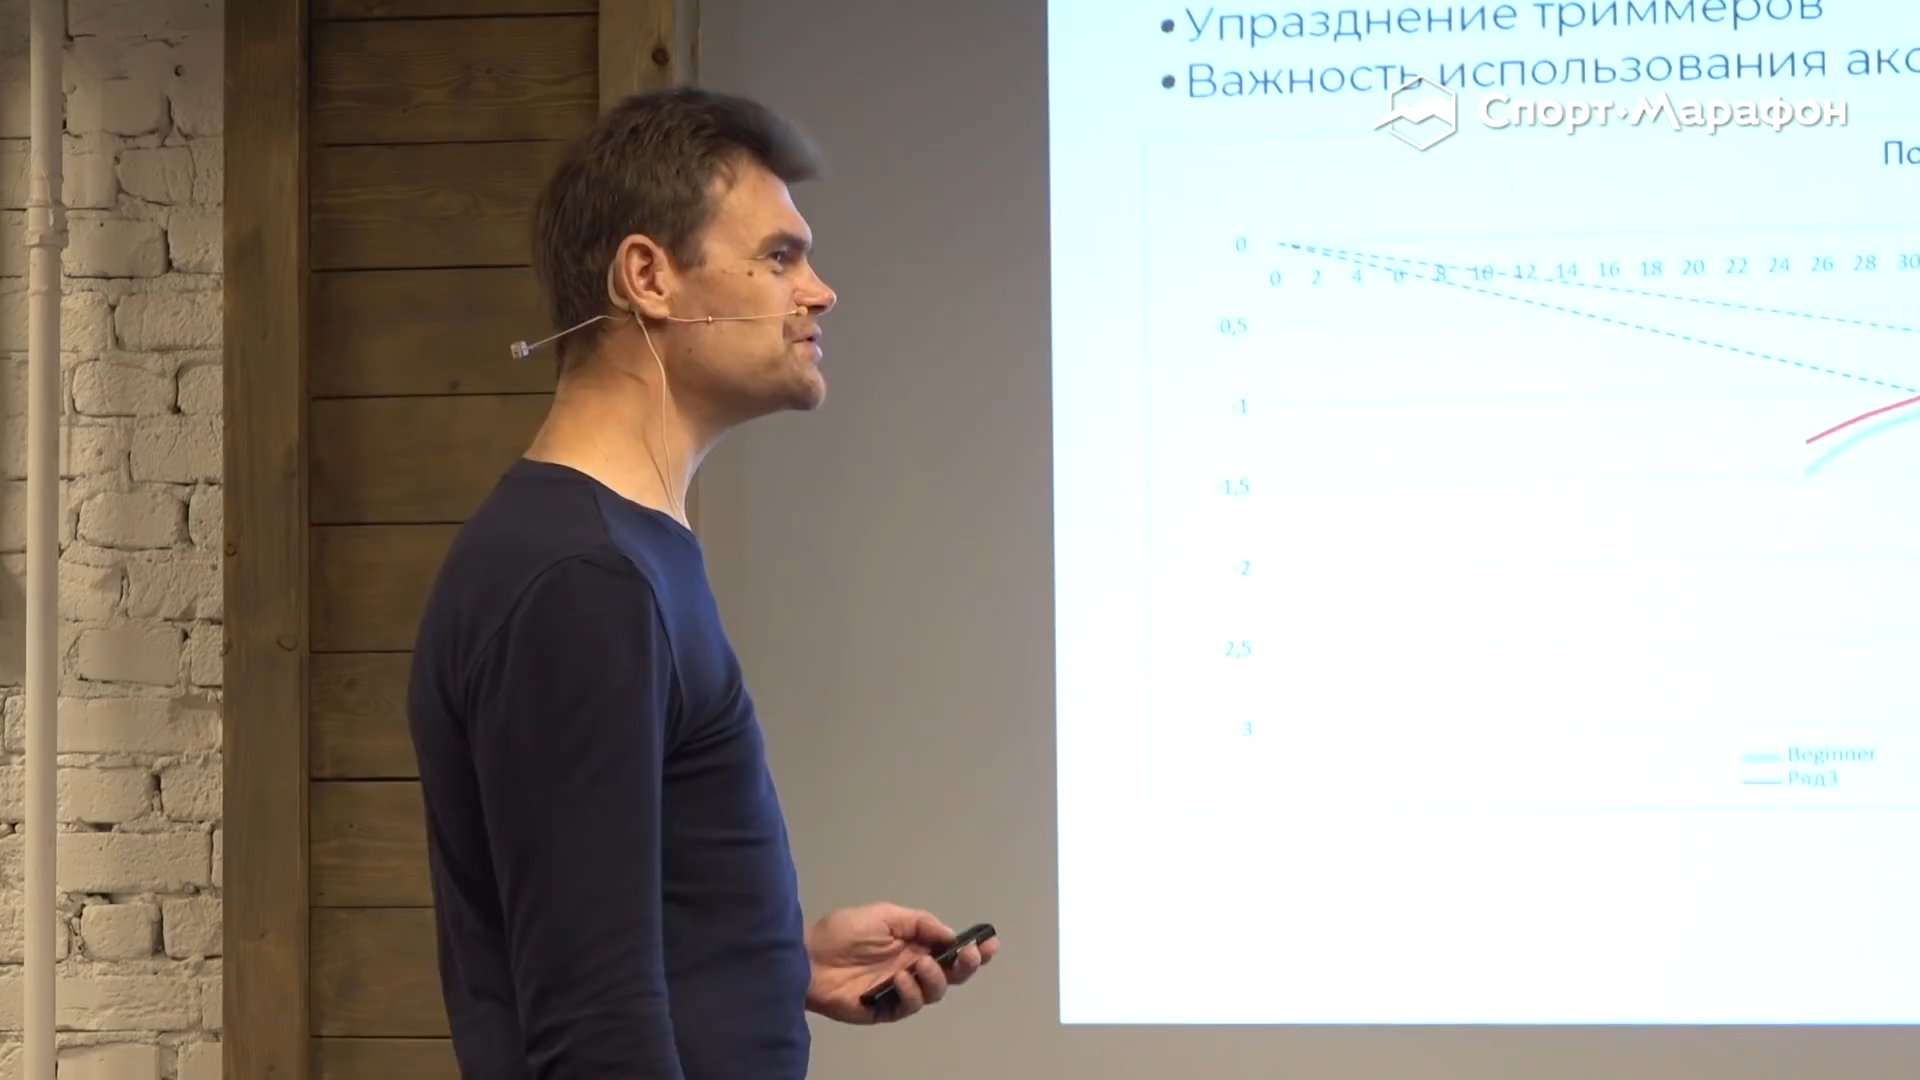 • Упразднение триммеров
• Важность использования
Спорт-Марафон
0
0 2 4 6 8 10 12 14 16 18 20 22 24 26 28 30
-0,5
-1
-1,5
-2
-2,5
-3
Beginner
Ряд3